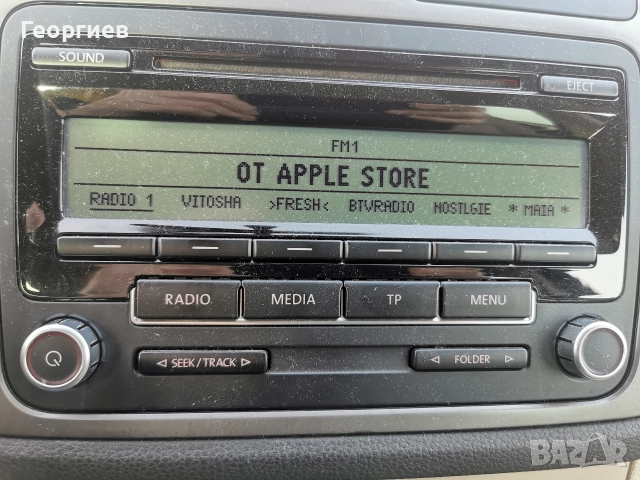 Георгиев
SOUND
EJECT
FM1
OT APPLE STORE
RADIO 1 VITOSHA >FRESH< BTVRADIO NOSTLGIE * MAIA *
RADIO MEDIA TP MENU
SEEK/TRACK
FOLDER
BAZAR